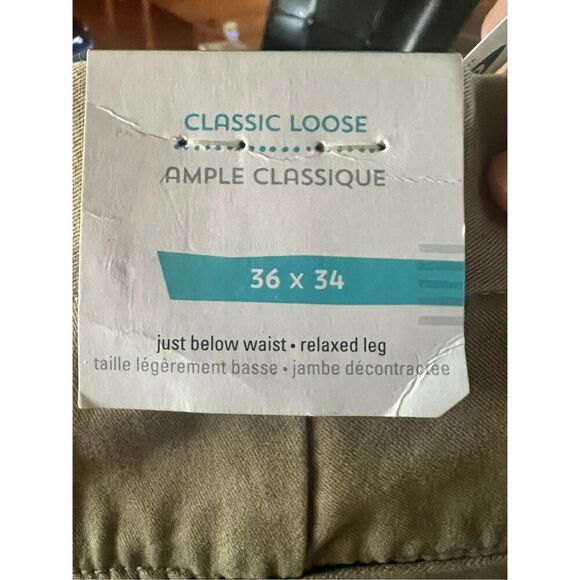 CLASSIC LOOSE
AMPLE CLASSIQUE
36 x 34
just below waist • relaxed leg
taille légèrement basse • jambe décontractée